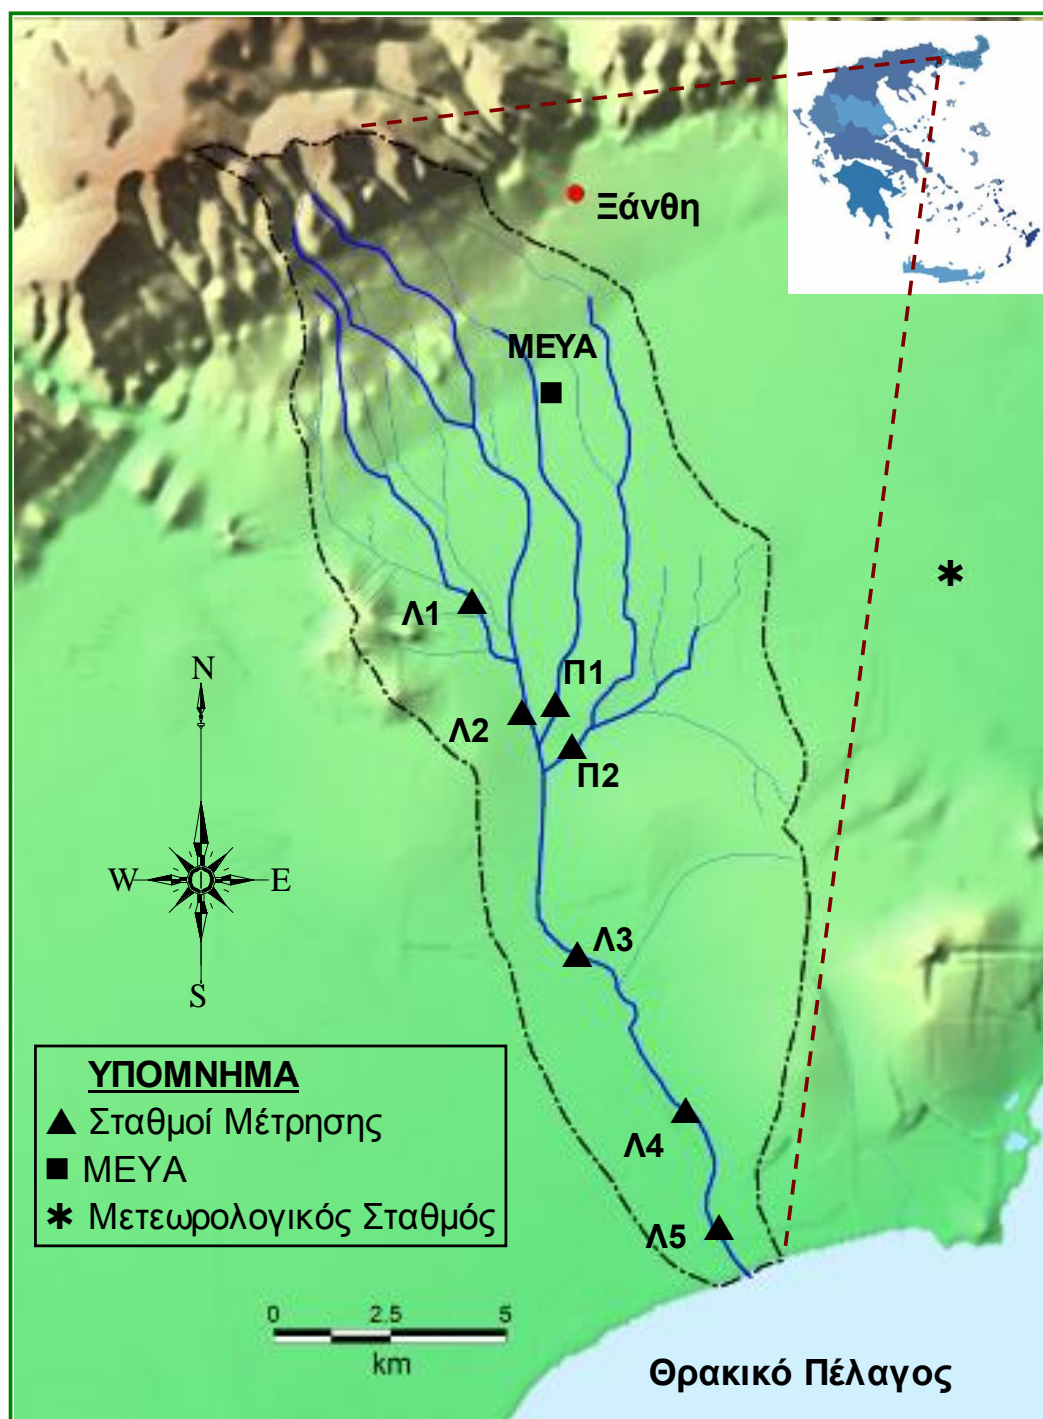 Ξάνθη
ΜΕΥΑ
Λ1
Π1
Λ2
Π2
N
W
E
S
Λ3
Λ4
Λ5
ΥΠΟΜΝΗΜΑ
Σταθμοί Μέτρησης
ΜΕΥΑ
Μετεωρολογικός Σταθμός
0 2.5 5
km
Θρακικό Πέλαγος